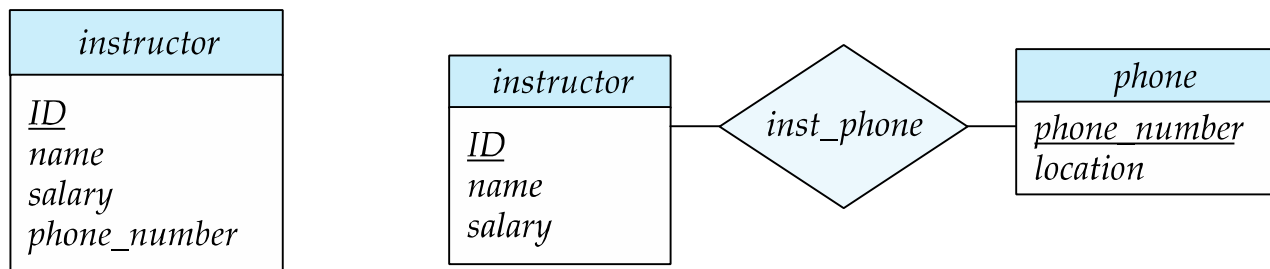 instructor
ID
name
salary
phone_number
instructor
ID
name
salary
inst_phone
phone
phone_number
location